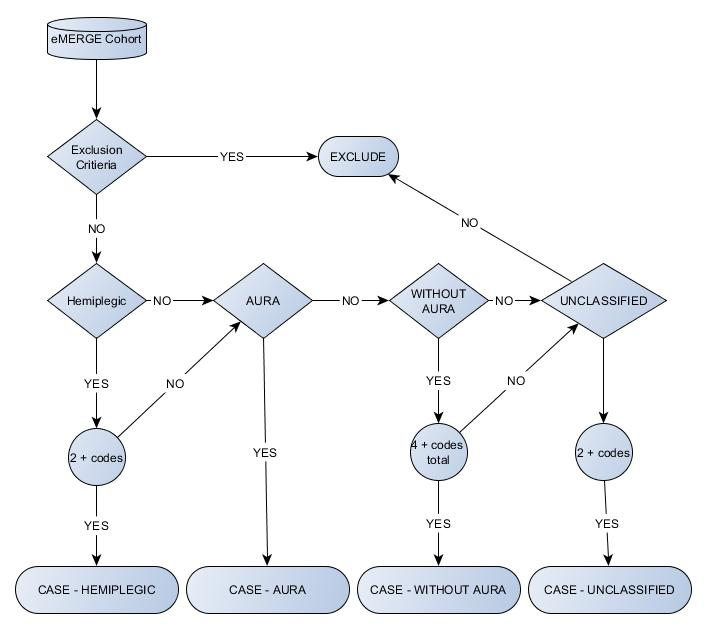 eMERGE Cohort
Exclusion
Critieria
YES
EXCLUDE
NO
NO
Hemiplegic
NO
AURA
NO
WITHOUT
AURA
NO
UNCLASSIFIED
YES
NO
YES
NO
2 + codes
YES
4 + codes
total
2 + codes
YES
YES
YES
CASE - HEMIPLEGIC
CASE - AURA
CASE - WITHOUT AURA
CASE - UNCLASSIFIED